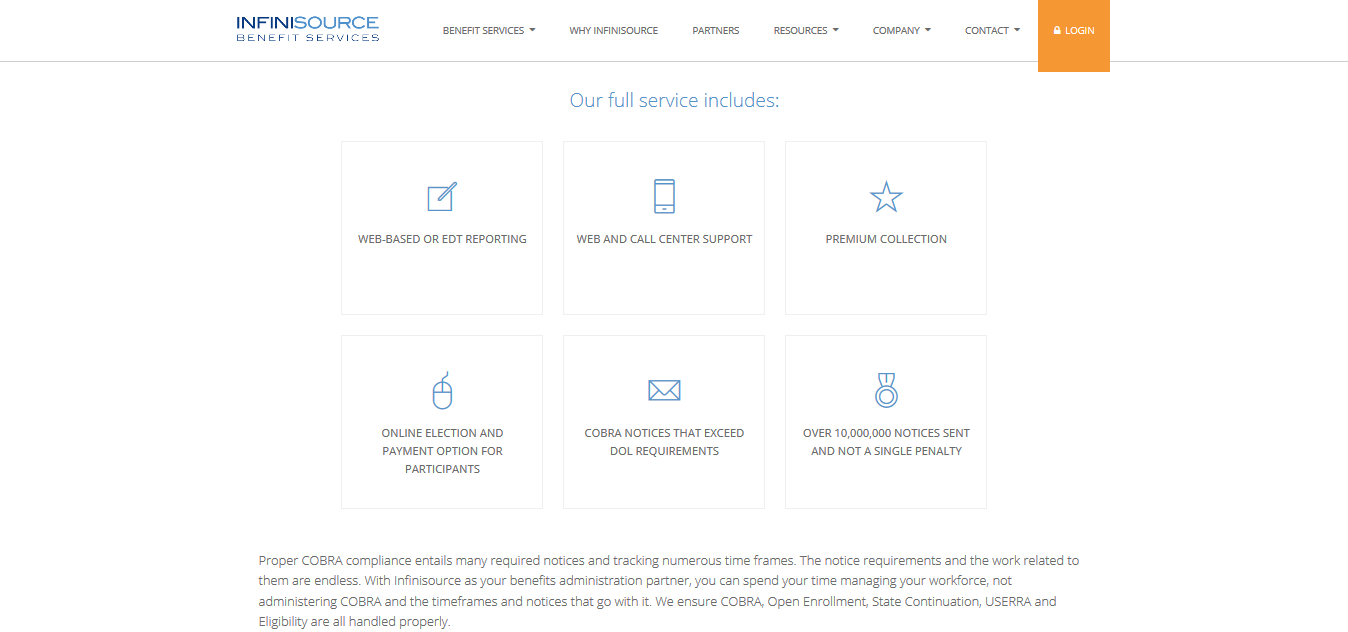 INFINISOURCE
BENEFIT SERVICES
BENEFIT SERVICES
WHY INFINISOURCE
PARTNERS
RESOURCES
COMPANY
CONTACT
LOGIN
Our full service includes:
WEB-BASED OR EDT REPORTING
WEB AND CALL CENTER SUPPORT
PREMIUM COLLECTION
ONLINE ELECTION AND
PAYMENT OPTION FOR
PARTICIPANTS
COBRA NOTICES THAT EXCEED
DOL REQUIREMENTS
OVER 10,000,000 NOTICES SENT
AND NOT A SINGLE PENALTY
Proper COBRA compliance entails many required notices and tracking numerous time frames. The notice requirements and the work related to
them are endless. With Infinisource as your benefits administration partner, you can spend your time managing your workforce, not
administering COBRA and the timeframes and notices that go with it. We ensure COBRA, Open Enrollment, State Continuation, USERRA and
Eligibility are all handled properly.